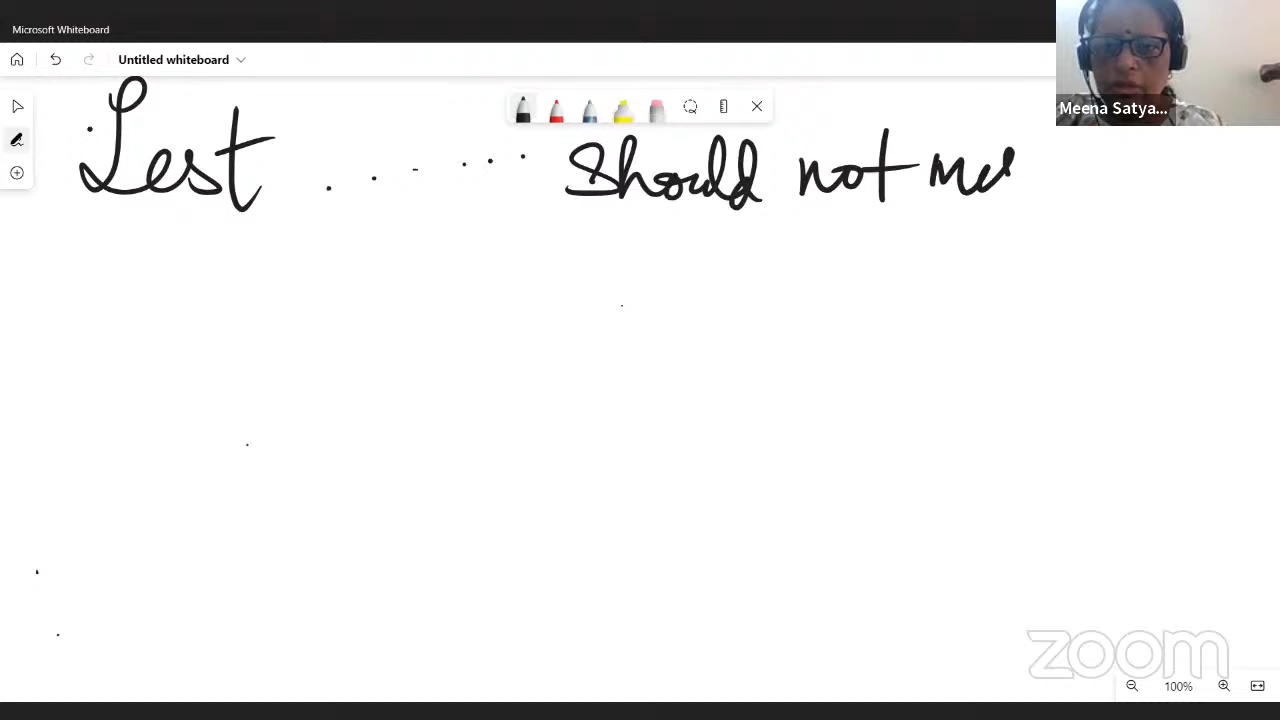 Microsoft Whiteboard
Untitled whiteboard
Meena Satya...
Lest . . - . . . should not
zoom
100%